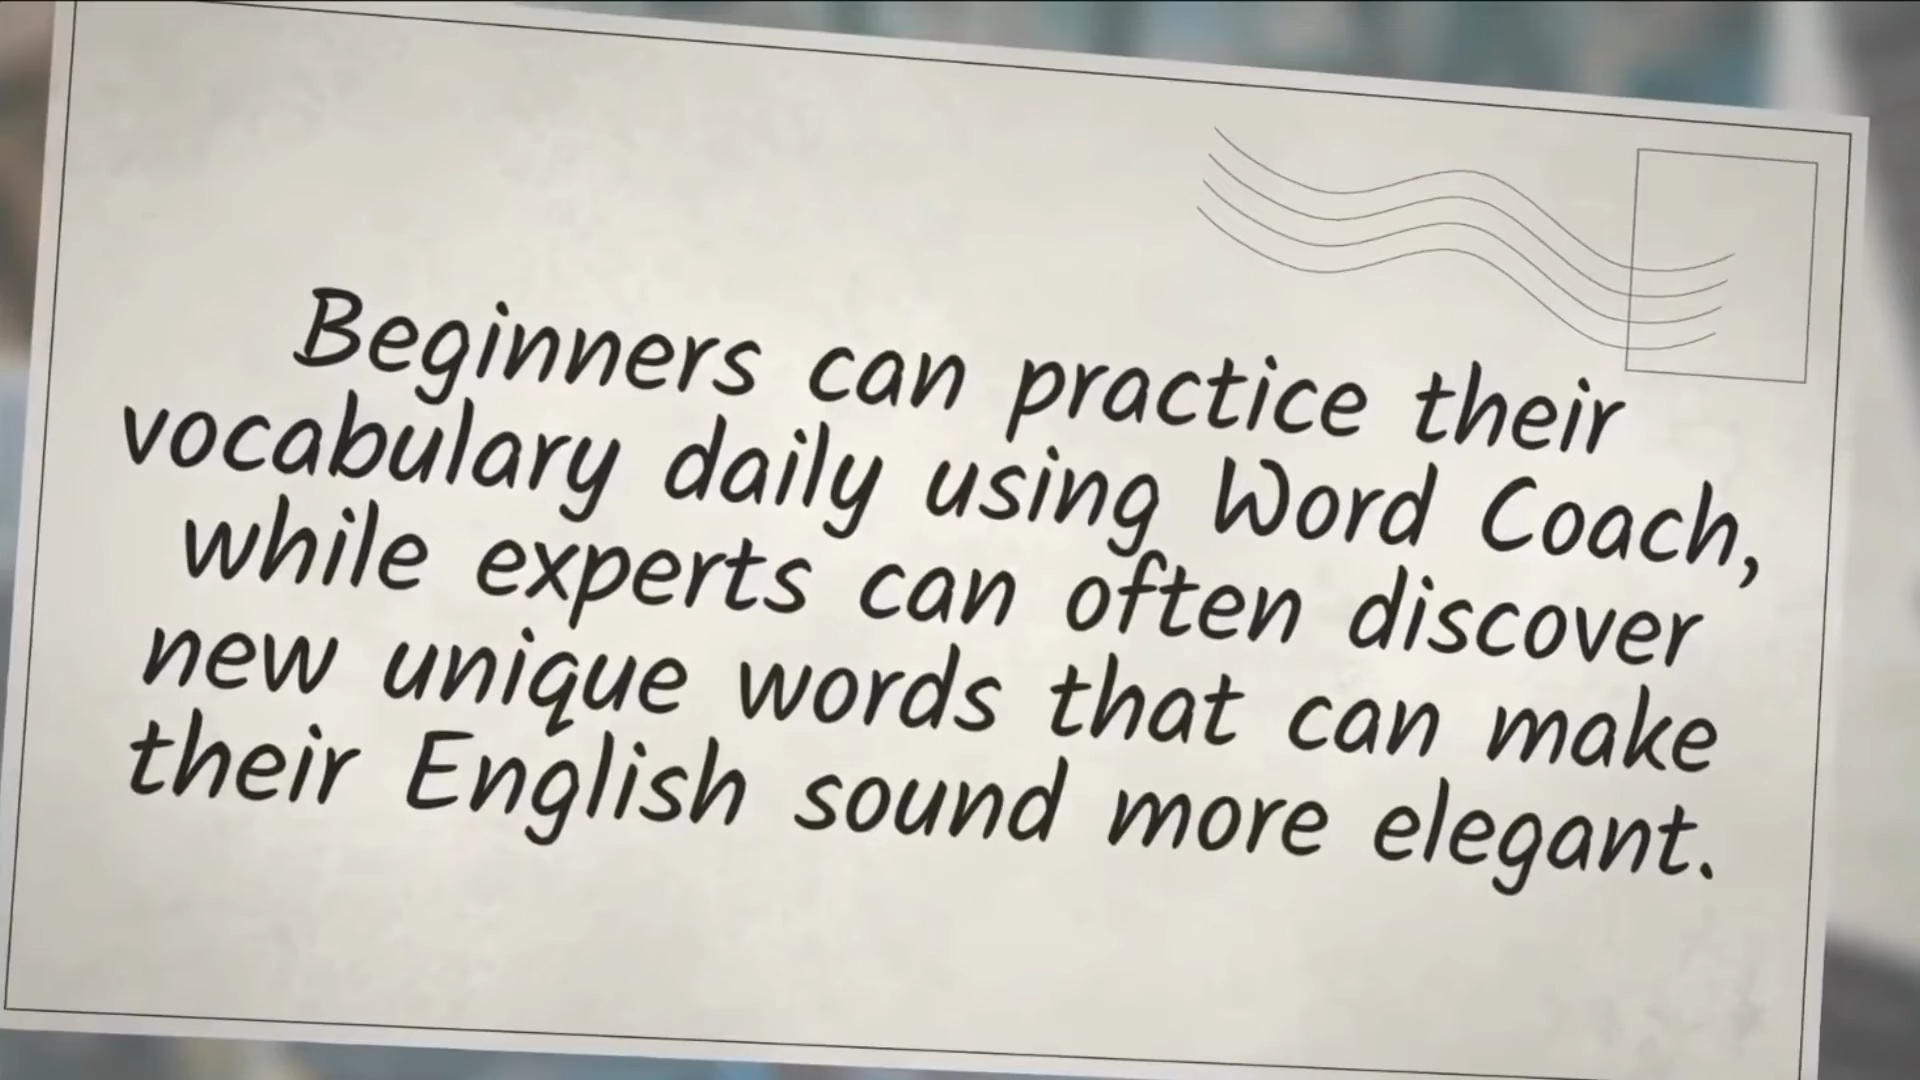 Beginners can practice their
vocabulary daily using Word Coach,
while experts can often discover
new unique words that can make
their English sound more elegant.